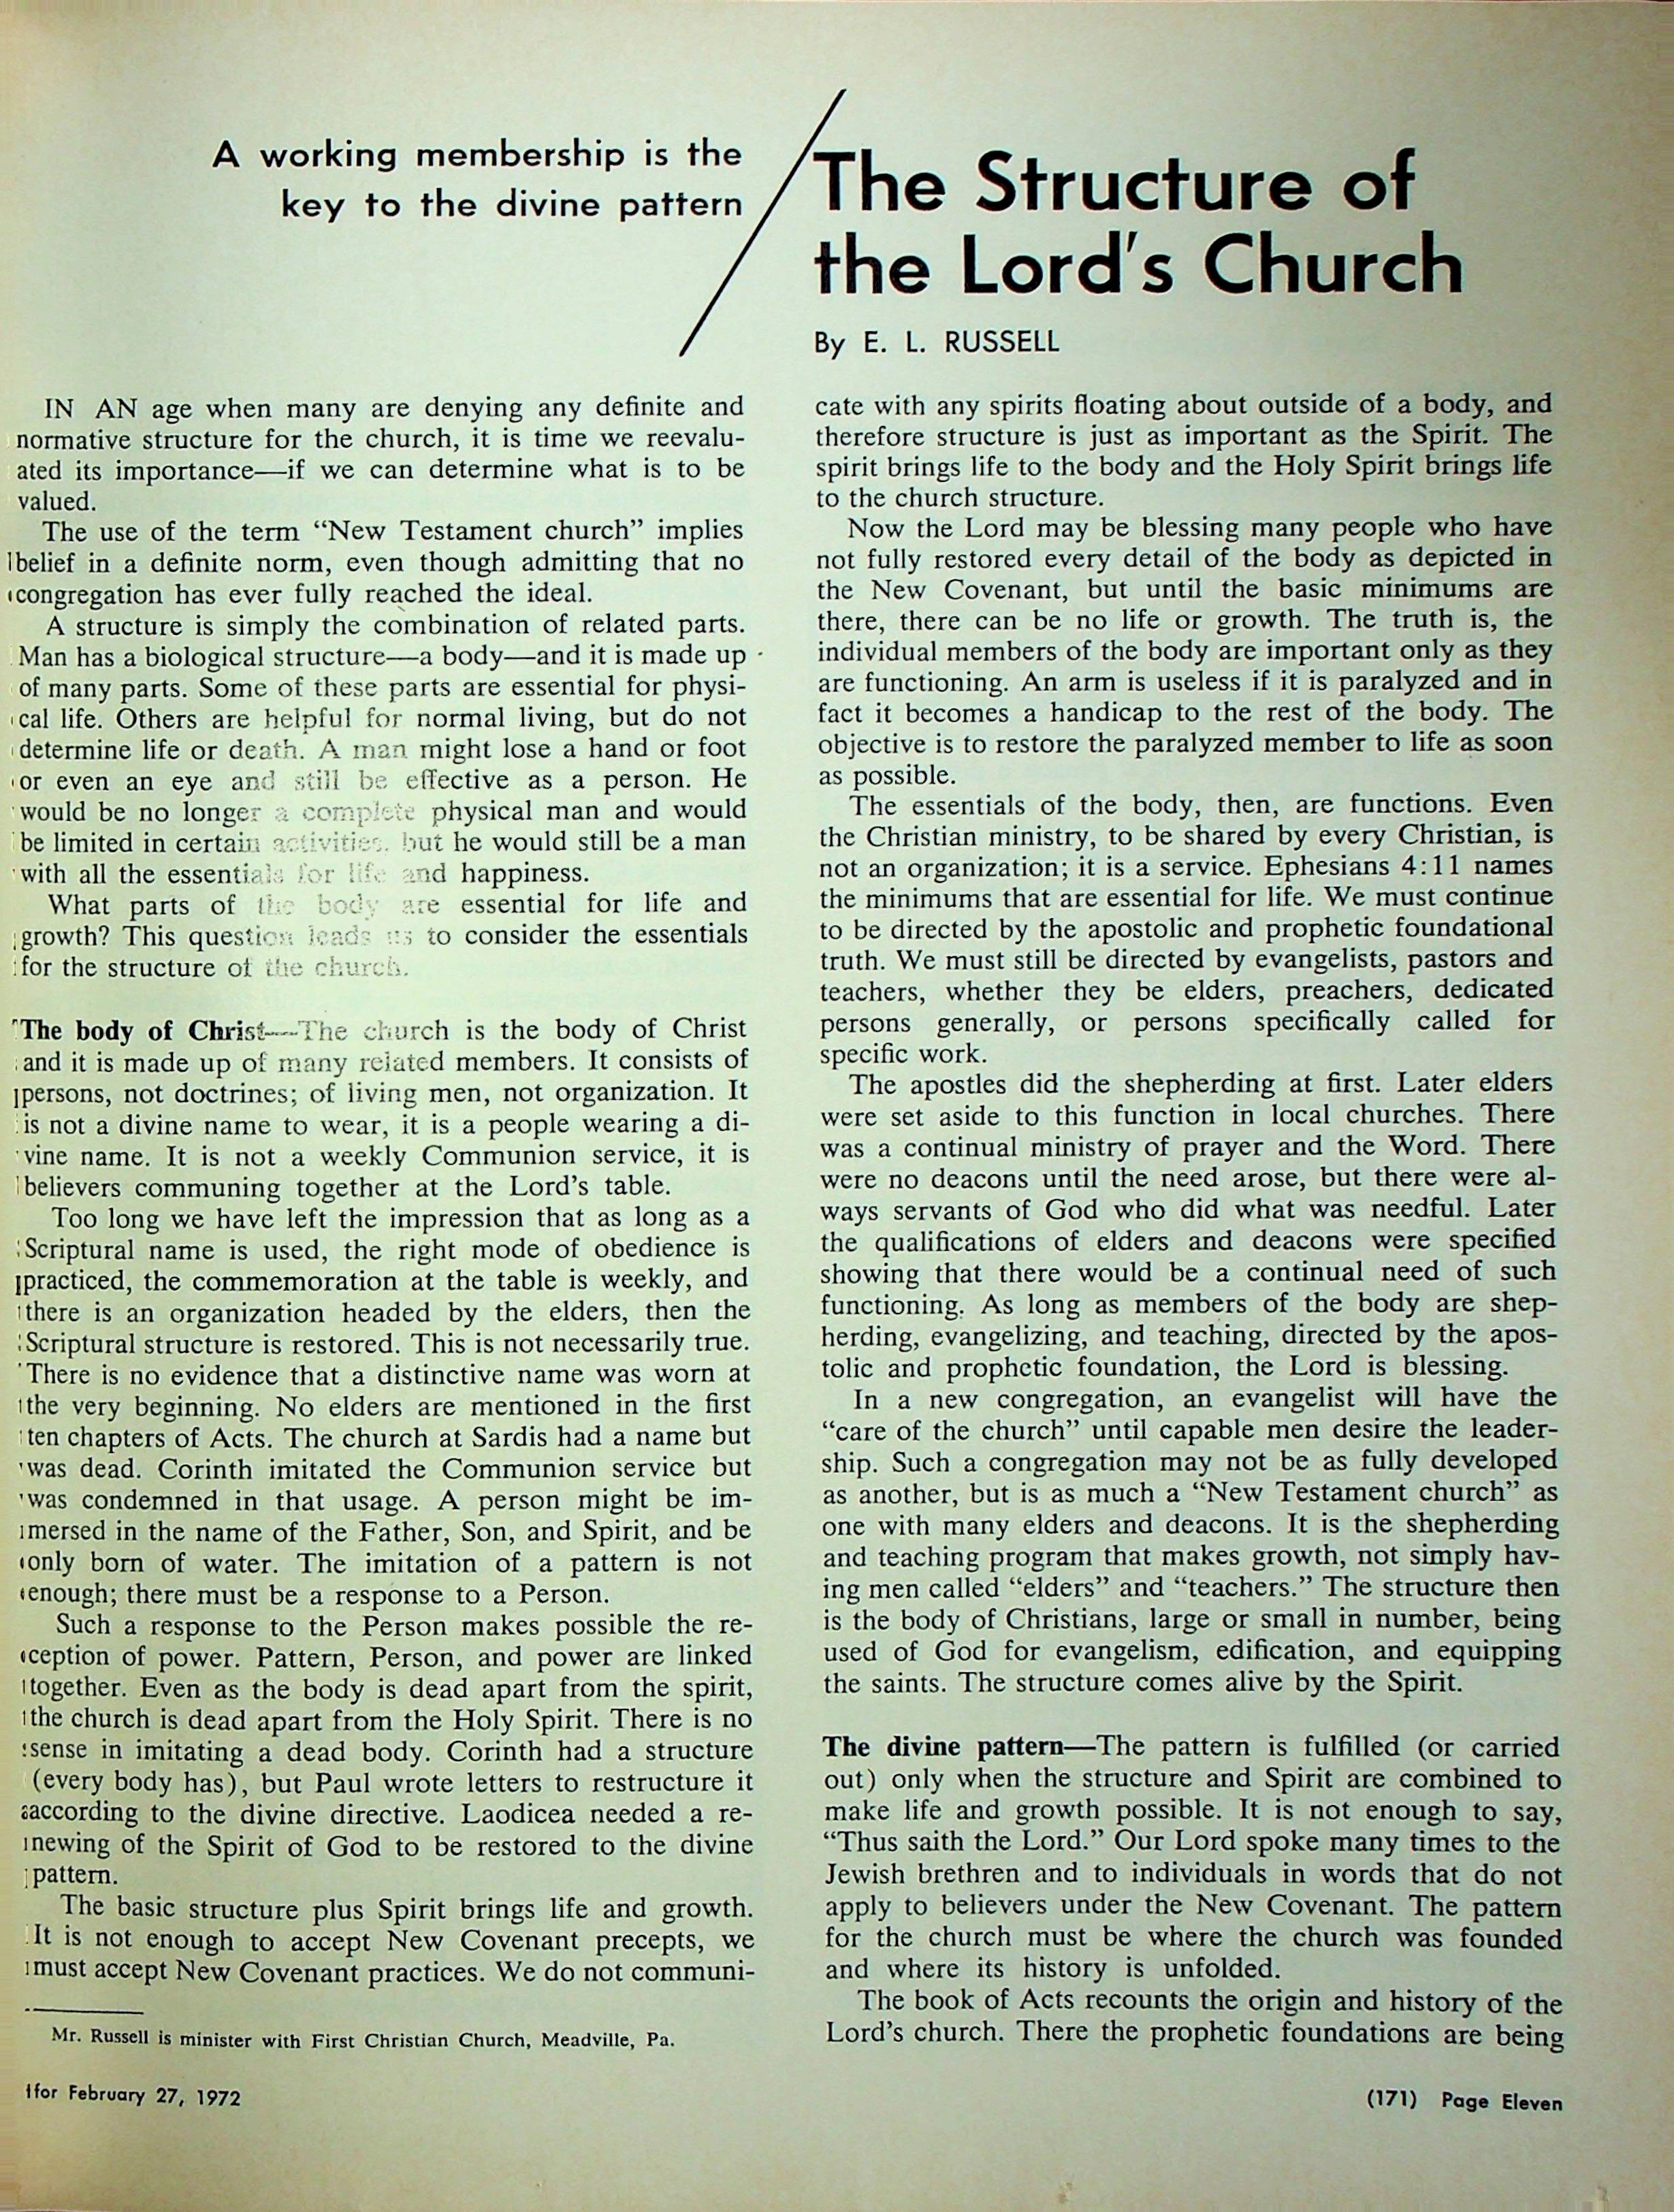 A working membership is the
key to the divine pattern
The Structure of
the Lord's Church
By E. L. RUSSELL
IN AN age when many are denying any definite and
normative structure for the church, it is time we reevalu-
ated its importance—if we can determine what is to be
valued.
The use of the term “New Testament church” implies
belief in a definite norm, even though admitting that no
congregation has ever fully reached the ideal.
A structure is simply the combination of related parts.
Man has a biological structure—a body—and it is made up
of many parts. Some of these parts are essential for physi-
cal life. Others are helpful for normal living, but do not
determine life or death. A man might lose a hand or foot
or even an eye and still be effective as a person. He
would be no longer a complete physical man and would
be limited in certain activities, but he would still be a man
with all the essentials for life and happiness.
What parts of the body are essential for life and
growth? This question leads us to consider the essentials
for the structure of the church.
The body of Christ—The church is the body of Christ
and it is made up of many related members. It consists of
persons, not doctrines; of living men, not organization. It
is not a divine name to wear, it is a people wearing a di-
vine name. It is not a weekly Communion service, it is
believers communing together at the Lord's table.
Too long we have left the impression that as long as a
Scriptural name is used, the right mode of obedience is
practiced, the commemoration at the table is weekly, and
there is an organization headed by the elders, then the
Scriptural structure is restored. This is not necessarily true.
There is no evidence that a distinctive name was worn at
the very beginning. No elders are mentioned in the first
ten chapters of Acts. The church at Sardis had a name but
was dead. Corinth imitated the Communion service but
was condemned in that usage. A person might be im-
mersed in the name of the Father, Son, and Spirit, and be
only born of water. The imitation of a pattern is not
enough; there must be a response to a Person.
Such a response to the Person makes possible the re-
ception of power. Pattern, Person, and power are linked
together. Even as the body is dead apart from the spirit,
the church is dead apart from the Holy Spirit. There is no
sense in imitating a dead body. Corinth had a structure
(every body has), but Paul wrote letters to restructure it
according to the divine directive. Laodicea needed a re-
newing of the Spirit of God to be restored to the divine
pattern.
The basic structure plus Spirit brings life and growth.
It is not enough to accept New Covenant precepts, we
must accept New Covenant practices. We do not communi-
Mr. Russell is minister with First Christian Church, Meadville, Pa.
cate with any spirits floating about outside of a body, and
therefore structure is just as important as the Spirit. The
spirit brings life to the body and the Holy Spirit brings life
to the church structure.
Now the Lord may be blessing many people who have
not fully restored every detail of the body as depicted in
the New Covenant, but until the basic minimums are
there, there can be no life or growth. The truth is, the
individual members of the body are important only as they
are functioning. An arm is useless if it is paralyzed and in
fact it becomes a handicap to the rest of the body. The
objective is to restore the paralyzed member to life as soon
as possible.
The essentials of the body, then, are functions. Even
the Christian ministry, to be shared by every Christian, is
not an organization; it is a service. Ephesians 4:11 names
the minimums that are essential for life. We must continue
to be directed by the apostolic and prophetic foundational
truth. We must still be directed by evangelists, pastors and
teachers, whether they be elders, preachers, dedicated
persons generally, or persons specifically called for
specific work.
The apostles did the shepherding at first. Later elders
were set aside to this function in local churches. There
was a continual ministry of prayer and the Word. There
were no deacons until the need arose, but there were al-
ways servants of God who did what was needful. Later
the qualifications of elders and deacons were specified
showing that there would be a continual need of such
functioning. As long as members of the body are shep-
herding, evangelizing, and teaching, directed by the apos-
tolic and prophetic foundation, the Lord is blessing.
In a new congregation, an evangelist will have the
“care of the church” until capable men desire the leader-
ship. Such a congregation may not be as fully developed
as another, but is as much a “New Testament church” as
one with many elders and deacons. It is the shepherding
and teaching program that makes growth, not simply hav-
ing men called “elders” and “teachers.” The structure then
is the body of Christians, large or small in number, being
used of God for evangelism, edification, and equipping
the saints. The structure comes alive by the Spirit.
The divine pattern—The pattern is fulfilled (or carried
out) only when the structure and Spirit are combined to
make life and growth possible. It is not enough to say,
“Thus saith the Lord.” Our Lord spoke many times to the
Jewish brethren and to individuals in words that do not
apply to believers under the New Covenant. The pattern
for the church must be where the church was founded
and where its history is unfolded.
The book of Acts recounts the origin and history of the
Lord's church. There the prophetic foundations are being
for February 27, 1972
(171) Page Eleven